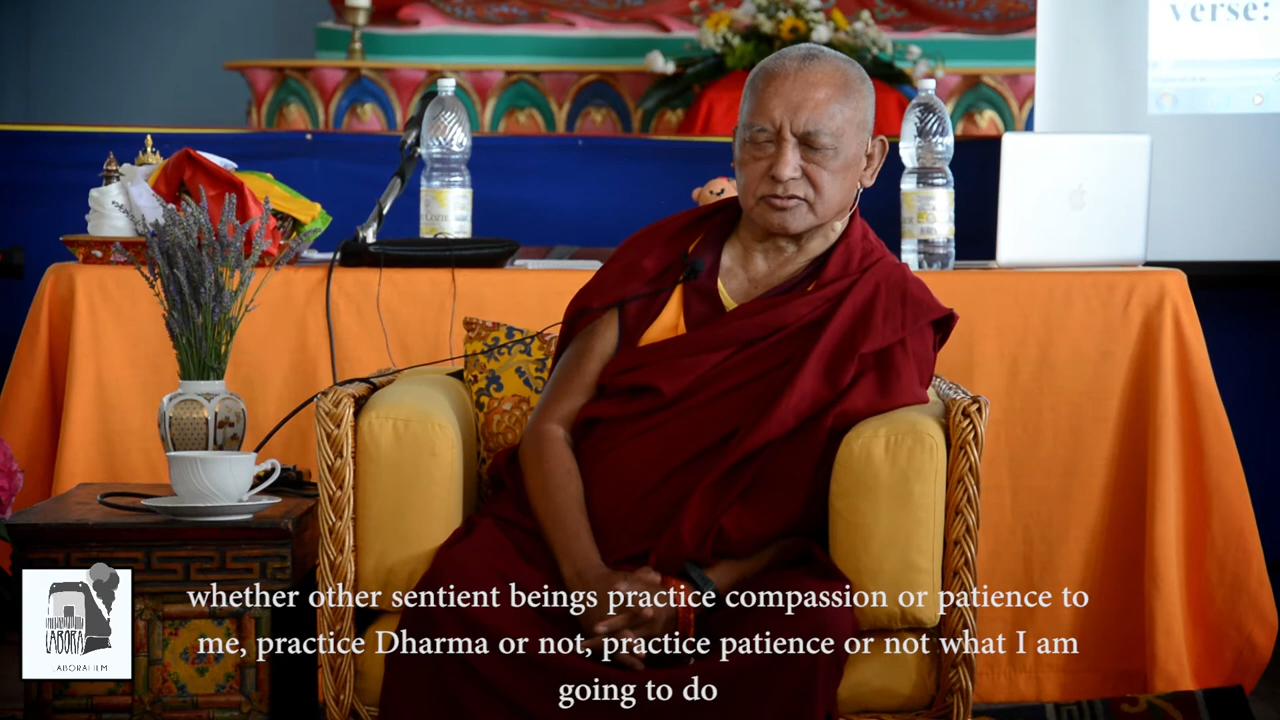 verse:
whether other sentient beings practice compassion or patience to
me, practice Dharma or not, practice patience or not what I am
going to do
LABORA
LABORAFILM